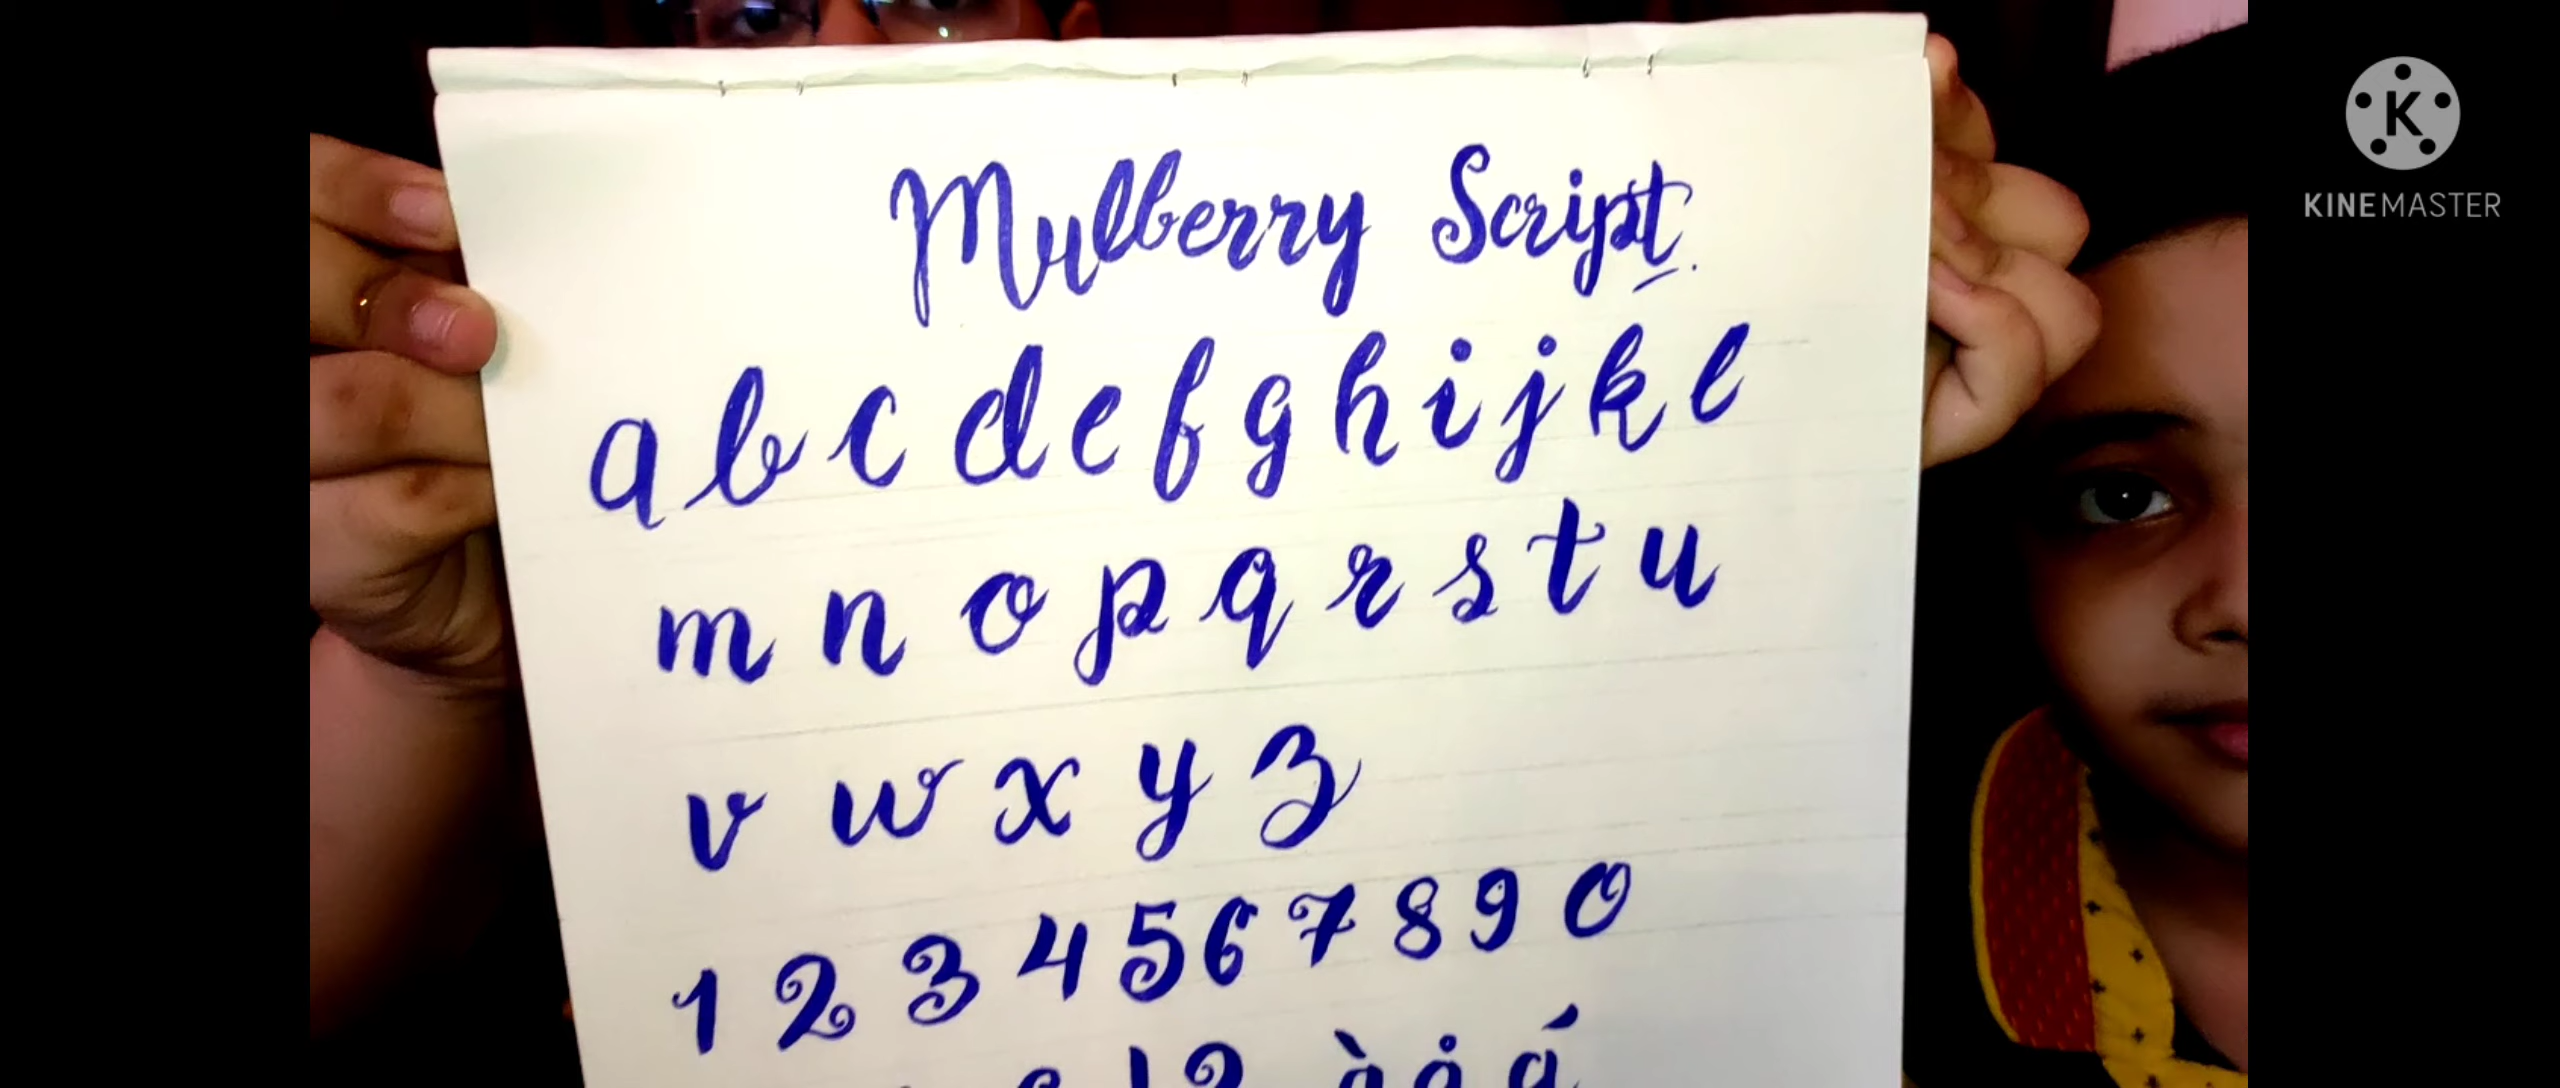 Mulberry Script.
a b c d e f g h i j k l
m n o p q r s t u
v w x y z
1 2 3 4 5 6 7 8 9 0
! ? à å á
KINEMASTER